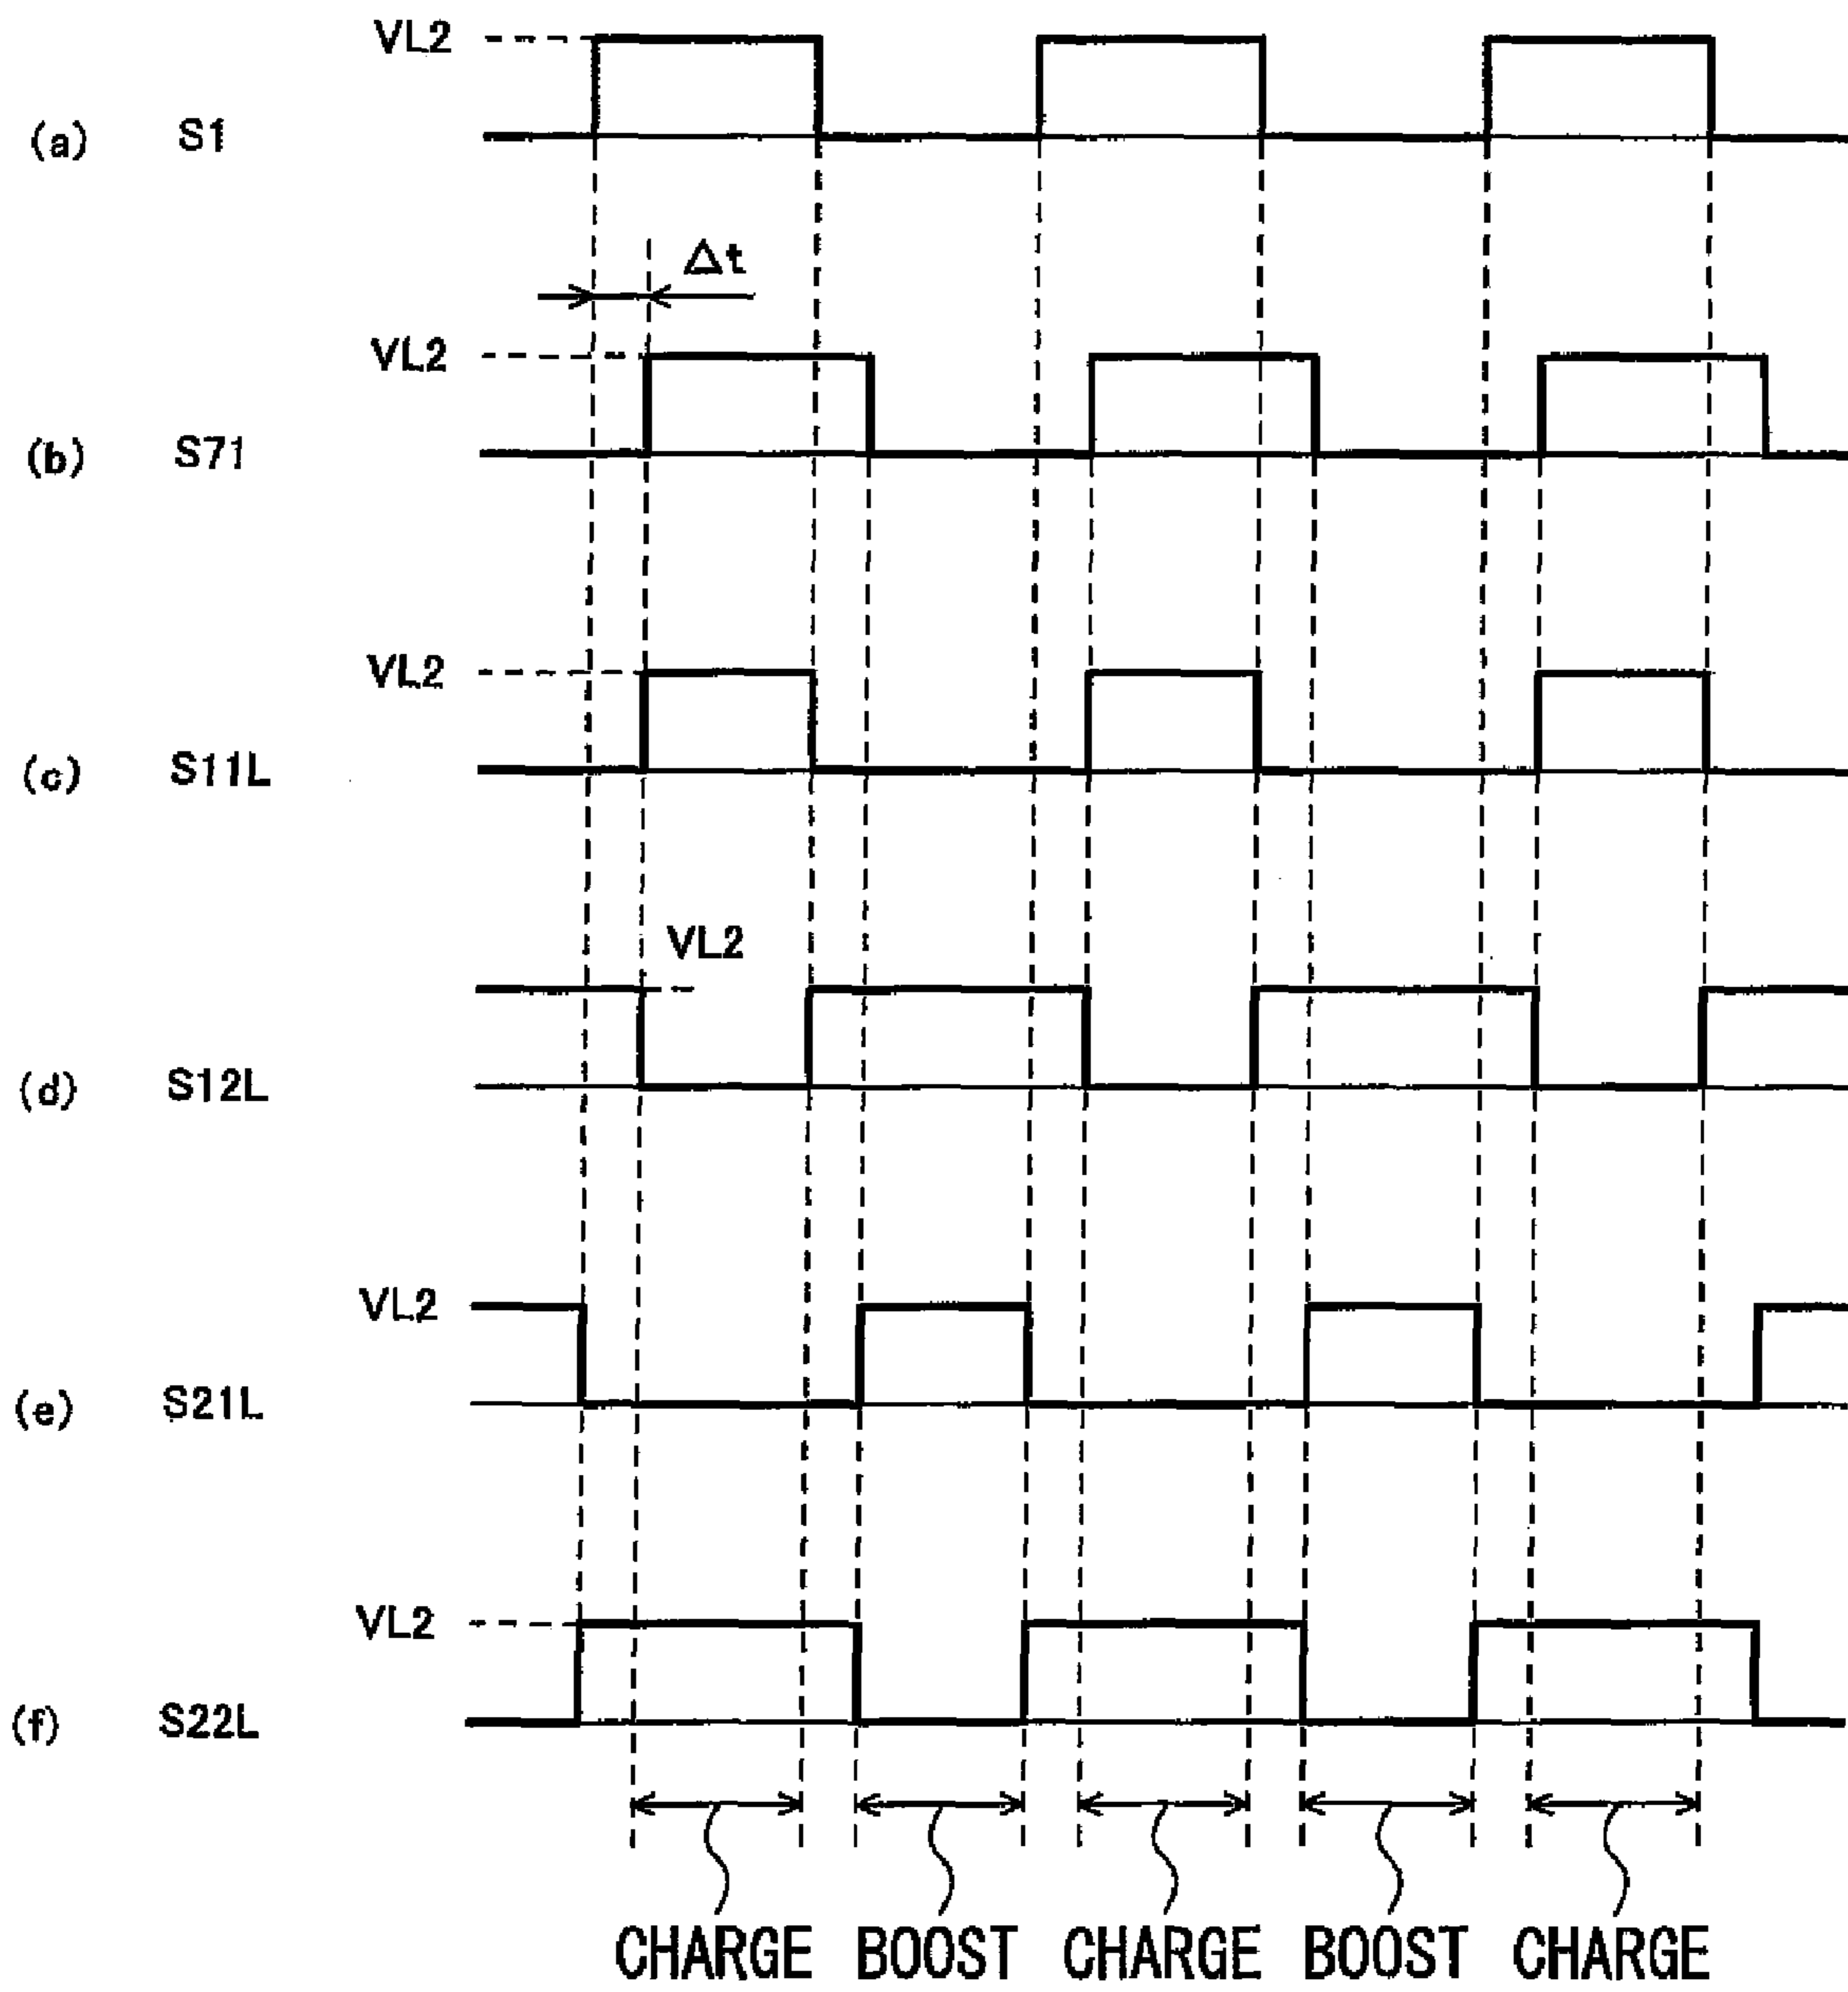 VL2
(a) S1
Δt
VL2
(b) S71
VL2
(c) S11L
VL2
(d) S12L
VL2
(e) S21L
VL2
(f) S22L
CHARGE BOOST CHARGE BOOST CHARGE